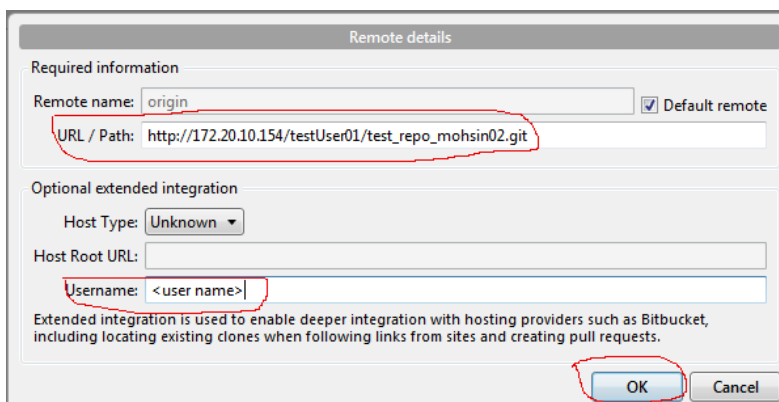 Remote details
Required information
Remote name: origin Default remote
URL / Path: http://172.20.10.154/testUser01/test_repo_mohsin02.git
Optional extended integration
Host Type: Unknown
Host Root URL:
Username: <user name>
Extended integration is used to enable deeper integration with hosting providers such as Bitbucket,
including locating existing clones when following links from sites and creating pull requests.
OK Cancel